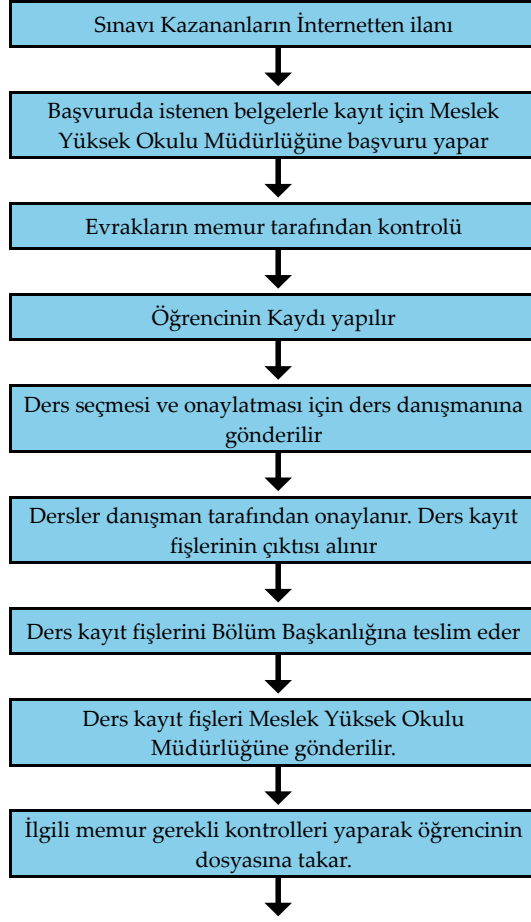 Sınavı Kazananların İnternetten ilanı
Başvuruda istenen belgelerle kayıt için Meslek
Yüksek Okulu Müdürlüğüne başvuru yapar
Evrakların memur tarafından kontrolü
Öğrencinin Kaydı yapılır
Ders seçmesi ve onaylatması için ders danışmanına
gönderilir
Dersler danışman tarafından onaylanır. Ders kayıt
fişlerinin çıktısı alınır
Ders kayıt fişlerini Bölüm Başkanlığına teslim eder
Ders kayıt fişleri Meslek Yüksek Okulu
Müdürlüğüne gönderilir.
İlgili memur gerekli kontrolleri yaparak öğrencinin
dosyasına takar.